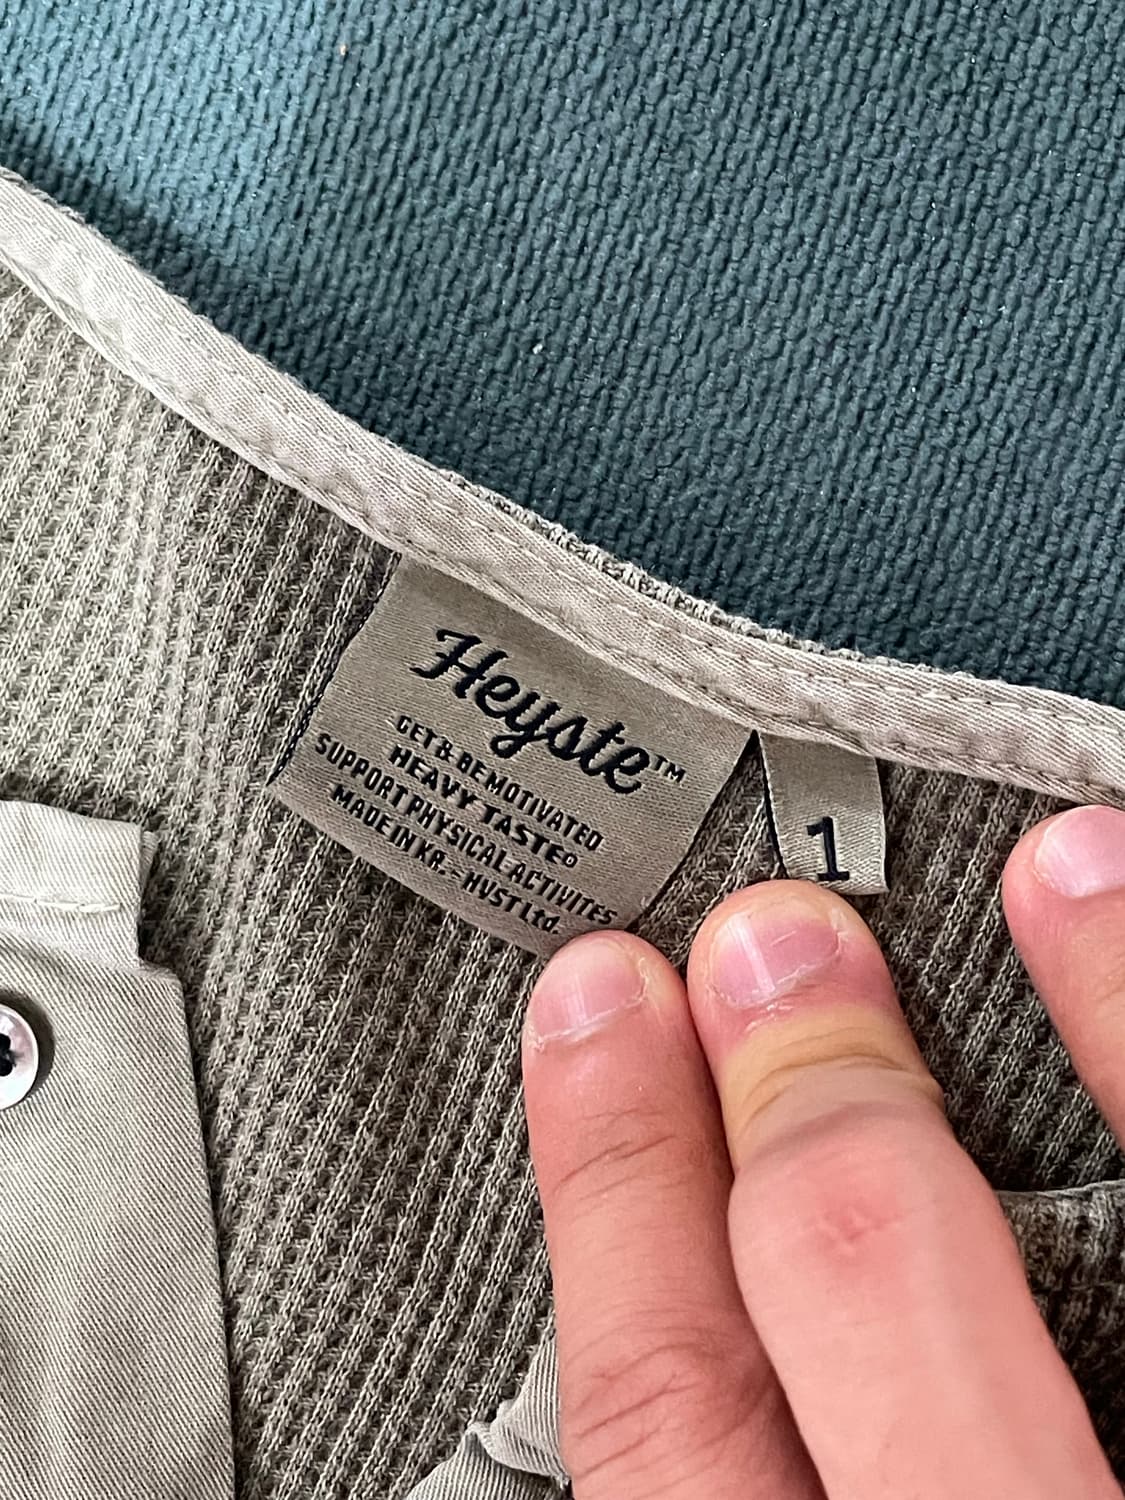 Heyste™
GET & BE MOTIVATED
HEAVY TASTE©
SUPPORT PHYSICAL ACTIVITES
MADE IN KR. - HVST Ltd.
1